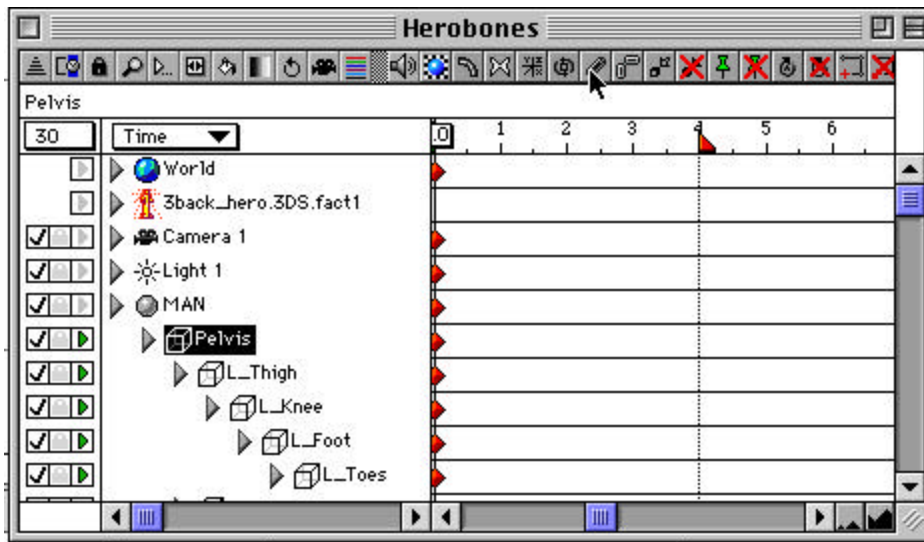 Herobones
Pelvis
30 Time .0 1 2 3 4 5 6
World
3back_hero.3DS.fact1
Camera 1
Light 1
MAN
Pelvis
L_Thigh
L_Knee
L_Foot
L_Toes